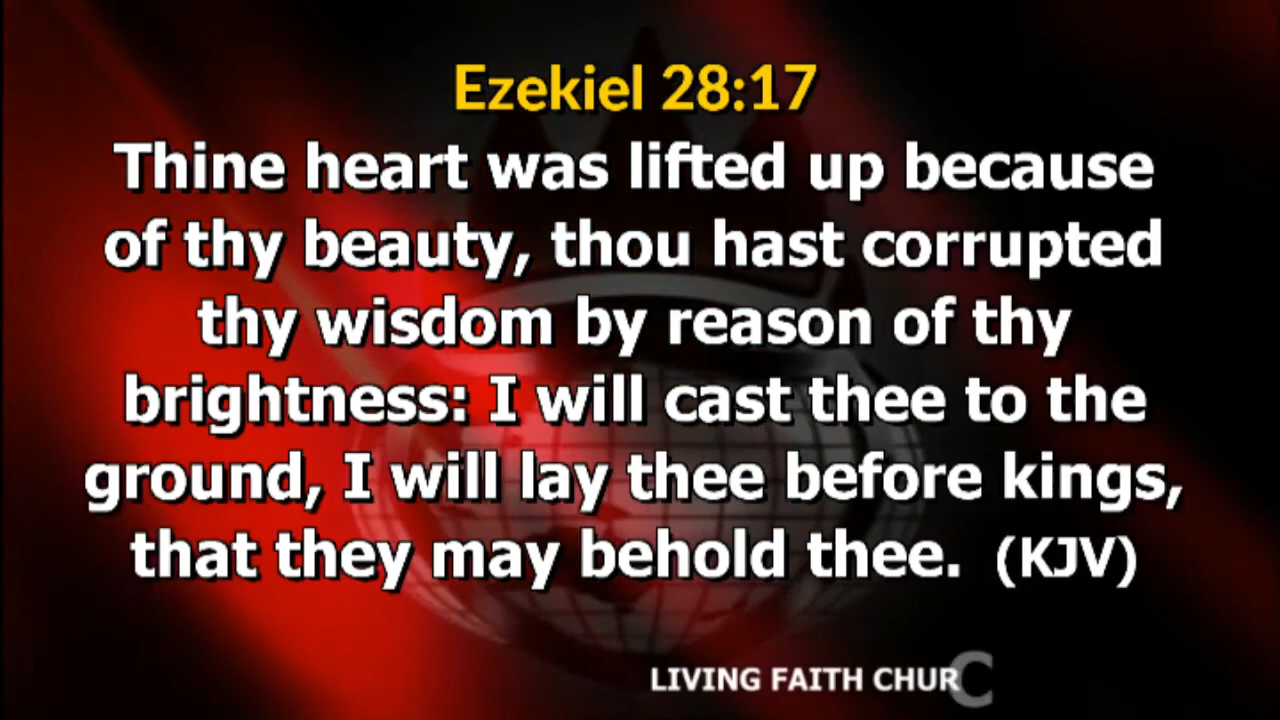 Ezekiel 28:17
Thine heart was lifted up because
of thy beauty, thou hast corrupted
thy wisdom by reason of thy
brightness: I will cast thee to the
ground, I will lay thee before kings,
that they may behold thee. (KJV)
LIVING FAITH CHURC